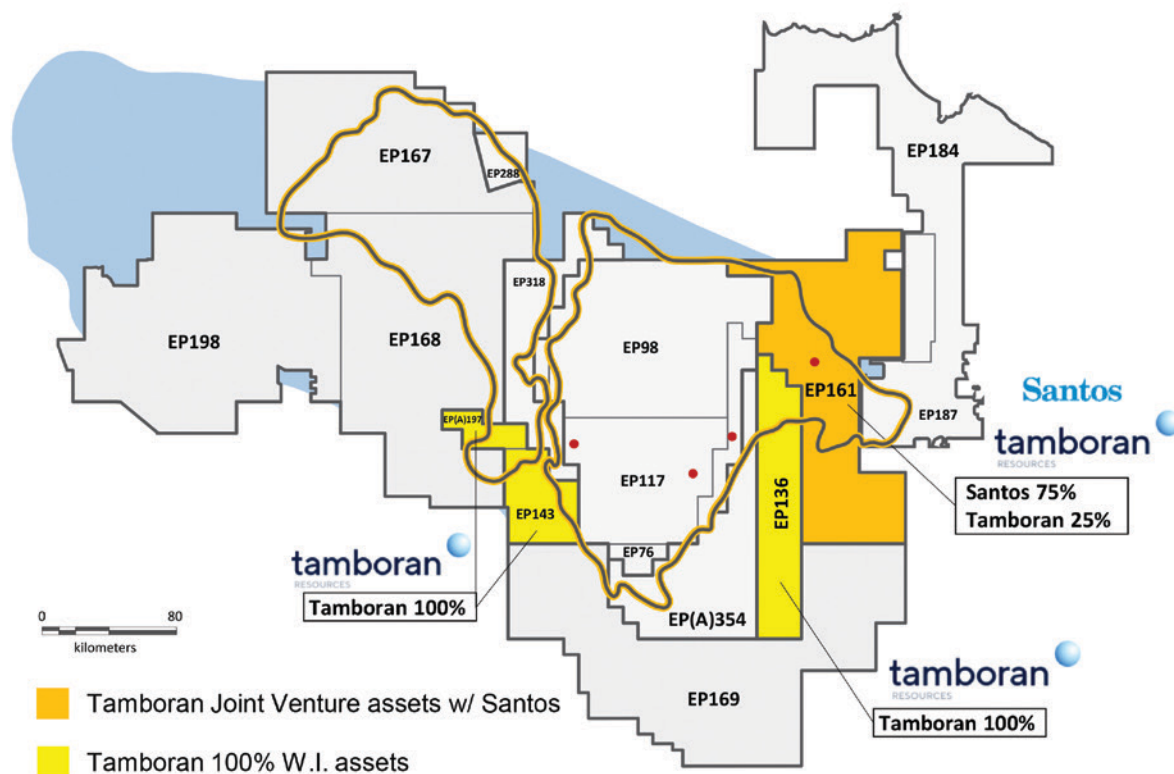 EP167
EP288
EP184
EP318
EP198
EP168
EP98
EP161
EP187
Santos
tamboran
RESOURCES
EP(A)197
EP117
EP136
Santos 75%
Tamboran 25%
EP143
EP76
tamboran
RESOURCES
Tamboran 100%
EP(A)354
0 80
kilometers
tamboran
RESOURCES
EP169
Tamboran 100%
Tamboran Joint Venture assets w/ Santos
Tamboran 100% W.I. assets